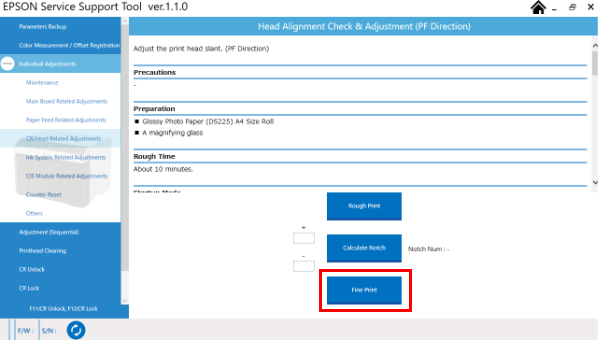 EPSON Service Support Tool ver.1.1.0
Parameters Backup
Color Measurement / Offset Registration
Individual Adjustments
Maintenance
Main Board Related Adjustments
Paper Feed Related Adjustments
CR/Head Related Adjustments
Ink System Related Adjustments
CIS Module Related Adjustments
Counter Reset
Others
Adjustment (Sequential)
Printhead Cleaning
CR Unlock
CR Lock
F11:CR Unlock, F12:CR Lock
Head Alignment Check & Adjustment (PF Direction)
Adjust the print head slant. (PF Direction)
Precautions
-
Preparation
■ Glossy Photo Paper (DS225) A4 Size Roll
■ A magnifying glass
Rough Time
About 10 minutes.
Startup Mode
Rough Print
+
Calculate Notch
Notch Num : -
-
Fine Print
F/W : S/N :